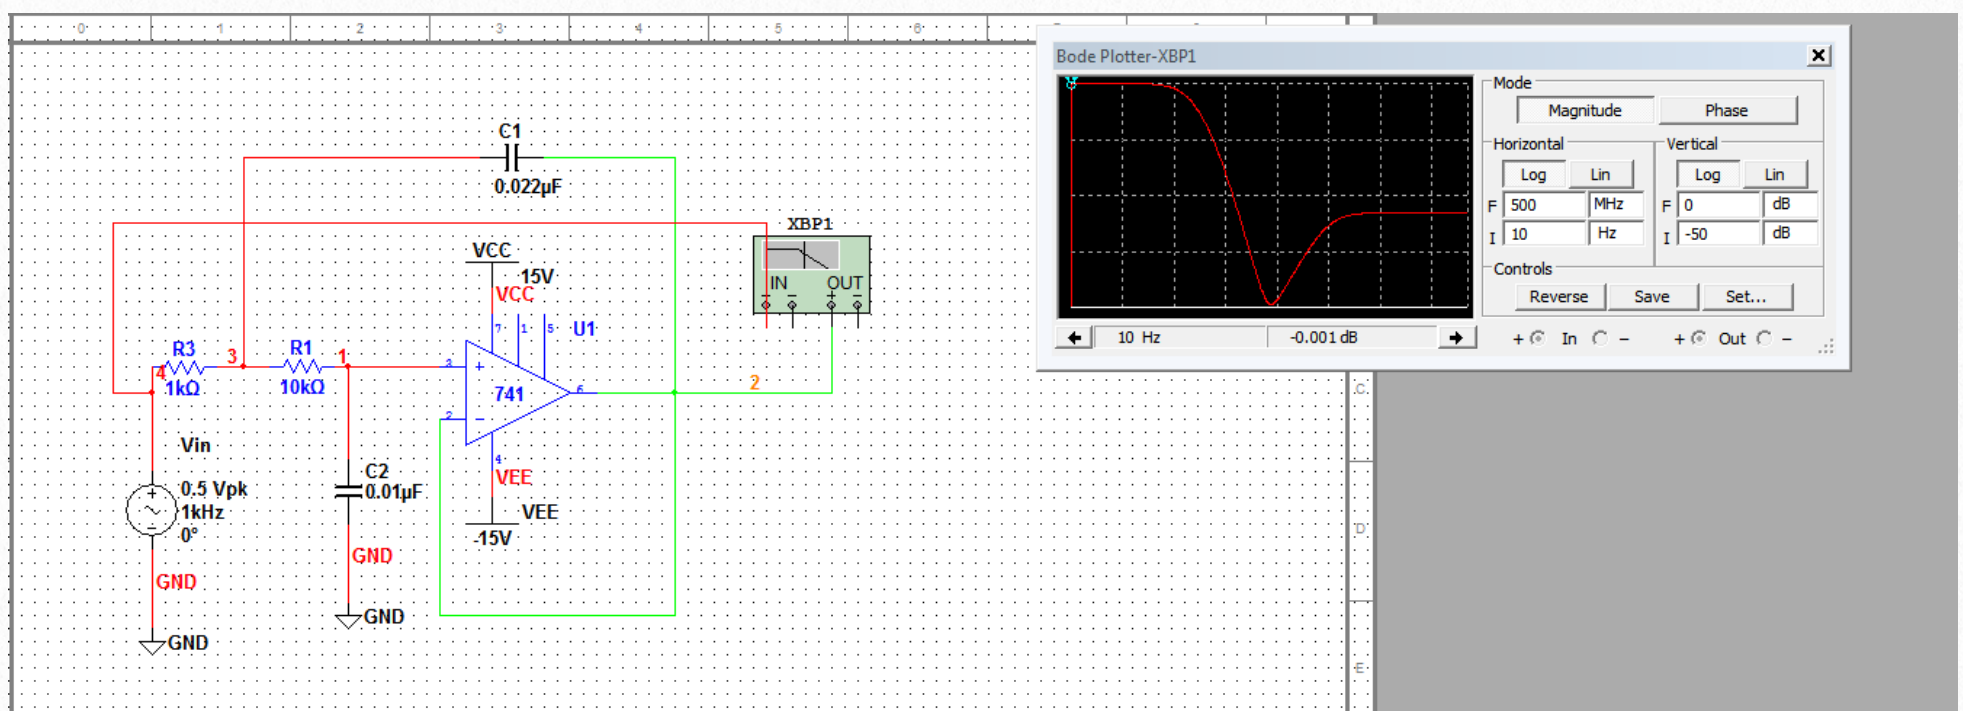 0 1 2 3 4 5 6
Bode Plotter-XBP1
Mode
Magnitude Phase
Horizontal Vertical
Log Lin Log Lin
F 500 MHz F 0 dB
I 10 Hz I -50 dB
Controls
Reverse Save Set...
10 Hz -0.001 dB + In - + Out -
C1
0.022µF
XBP1
IN OUT
VCC
15V
VCC
7 1 5 U1
R3 3 R1 1
4 1kΩ 10kΩ
3 +
741 6 2
2 -
Vin
4
C2 VEE
0.5 Vpk 0.01µF
1kHz VEE
0° -15V
GND
GND
GND
GND
C
D
E